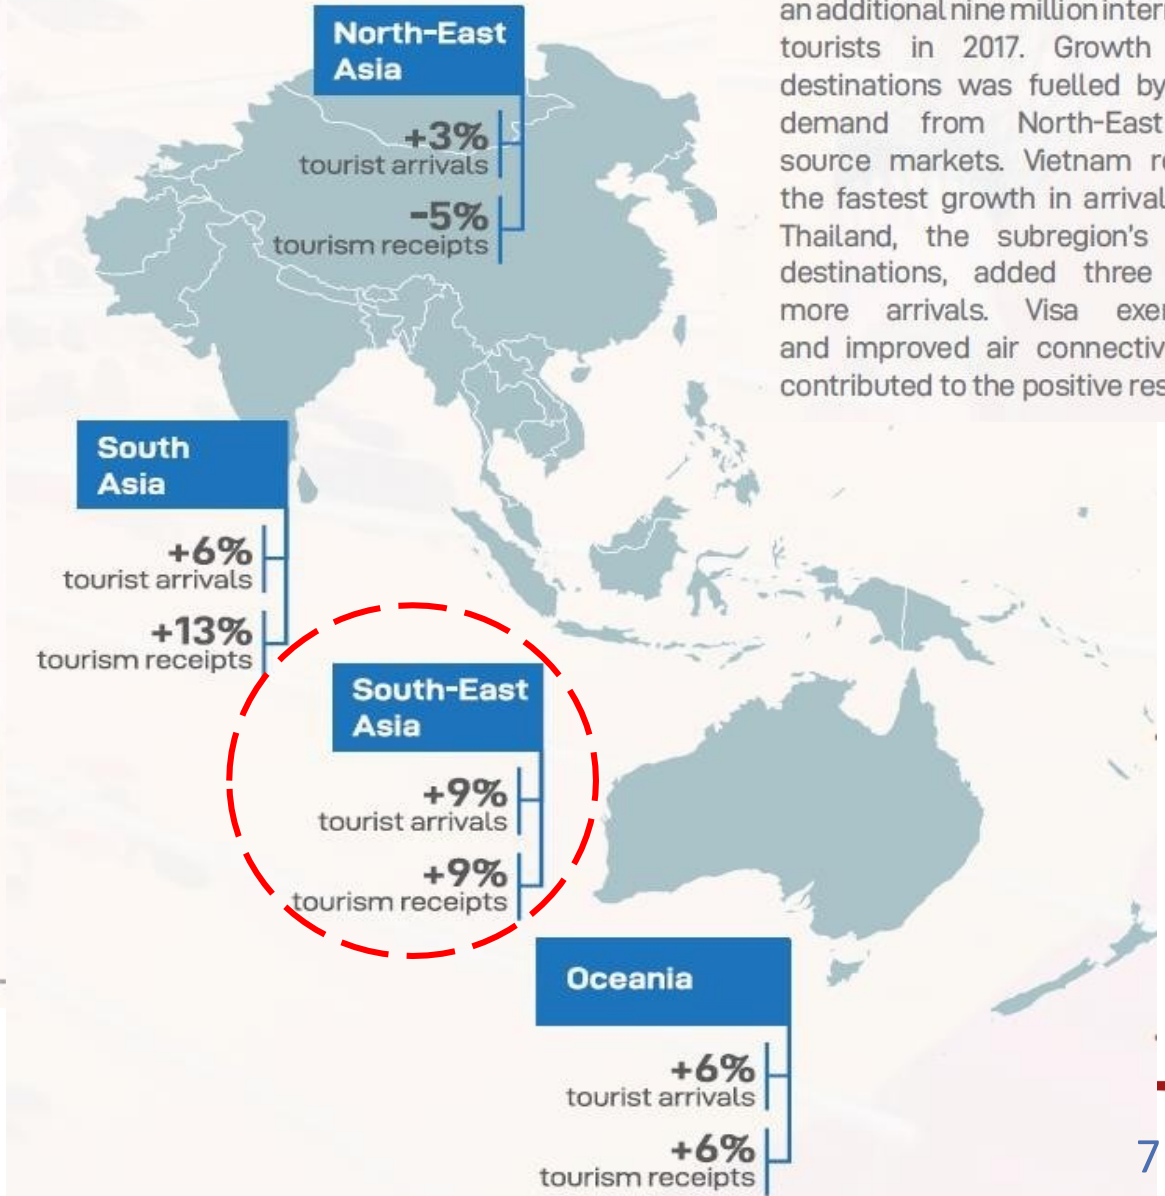 an additional nine million intern
tourists in 2017. Growth
destinations was fuelled by
demand from North-East
source markets. Vietnam re
the fastest growth in arrival
Thailand, the subregion's
destinations, added three
more arrivals. Visa exer
and improved air connectiv
contributed to the positive res
North-East
Asia
+3%
tourist arrivals
-5%
tourism receipts
South
Asia
+6%
tourist arrivals
+13%
tourism receipts
South-East
Asia
+9%
tourist arrivals
+9%
tourism receipts
Oceania
+6%
tourist arrivals
+6%
tourism receipts
7